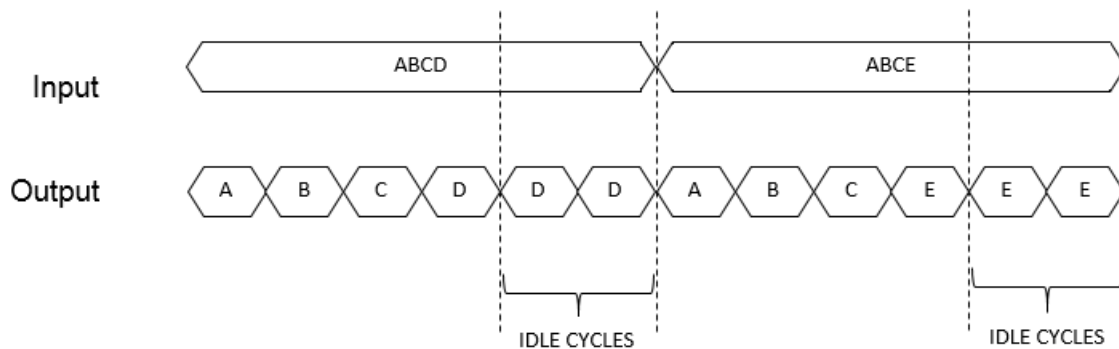 Input ABCD ABCE
Output A B C D D D A B C E E E
IDLE CYCLES IDLE CYCLES